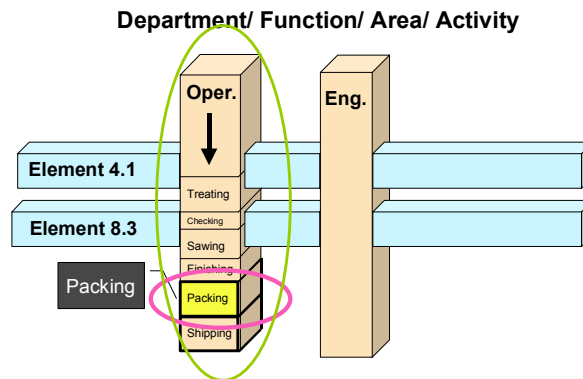 Department/ Function/ Area/ Activity
Oper.
Eng.
Element 4.1
Treating
Checking
Element 8.3
Sawing
Finishing
Packing
Packing
Shipping